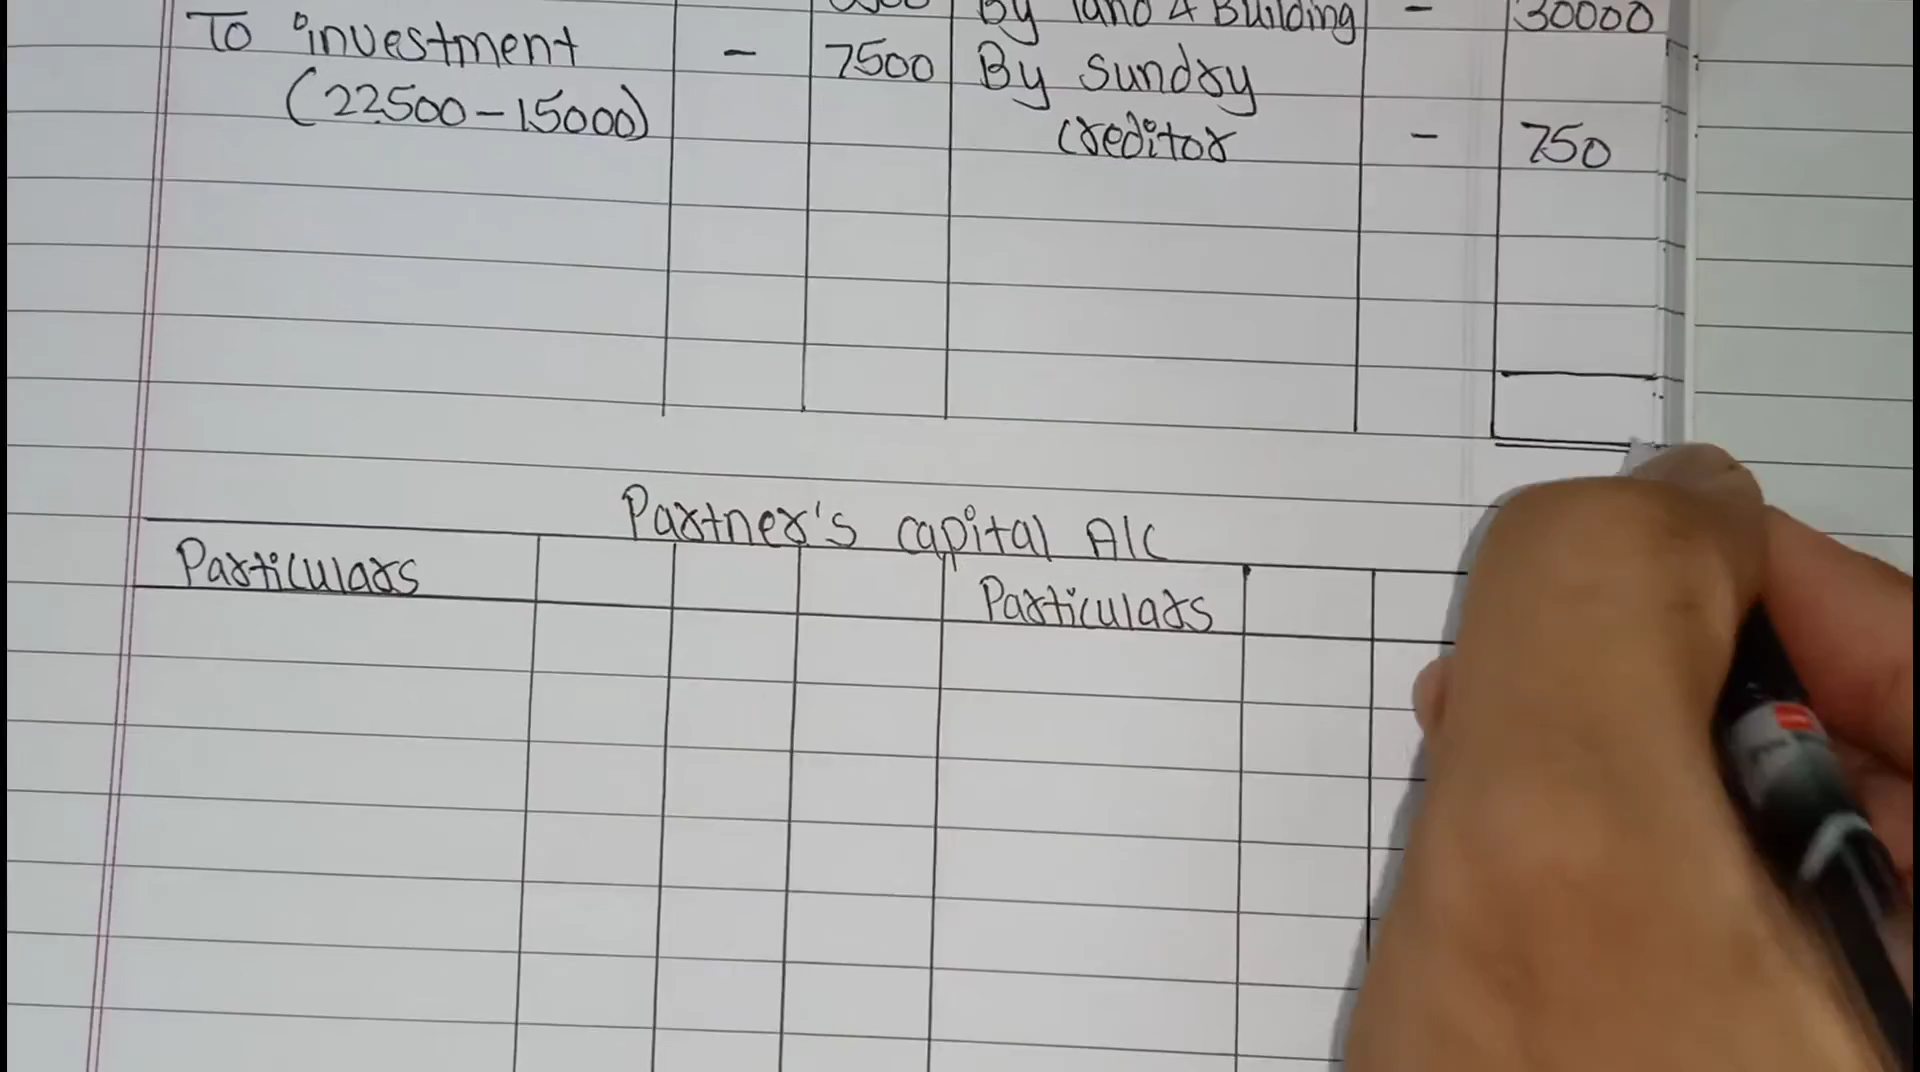 By land & Building - 30000
To investment - 7500 By Sundry
(22500-15000) creditor - 750
Partner's capital A/C
Particulars Particulars